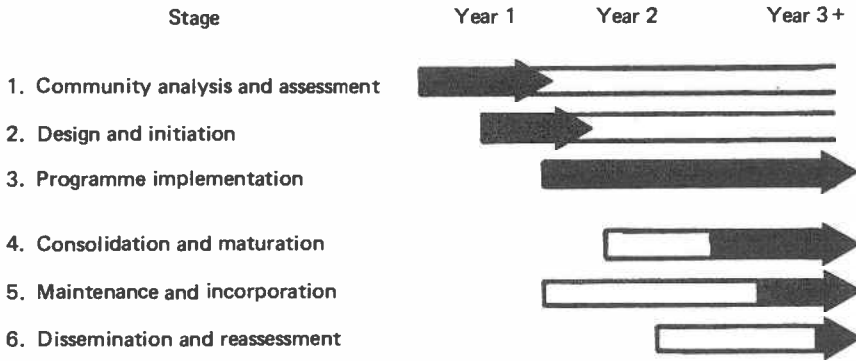 Stage Year 1 Year 2 Year 3+
1. Community analysis and assessment
2. Design and initiation
3. Programme implementation
4. Consolidation and maturation
5. Maintenance and incorporation
6. Dissemination and reassessment